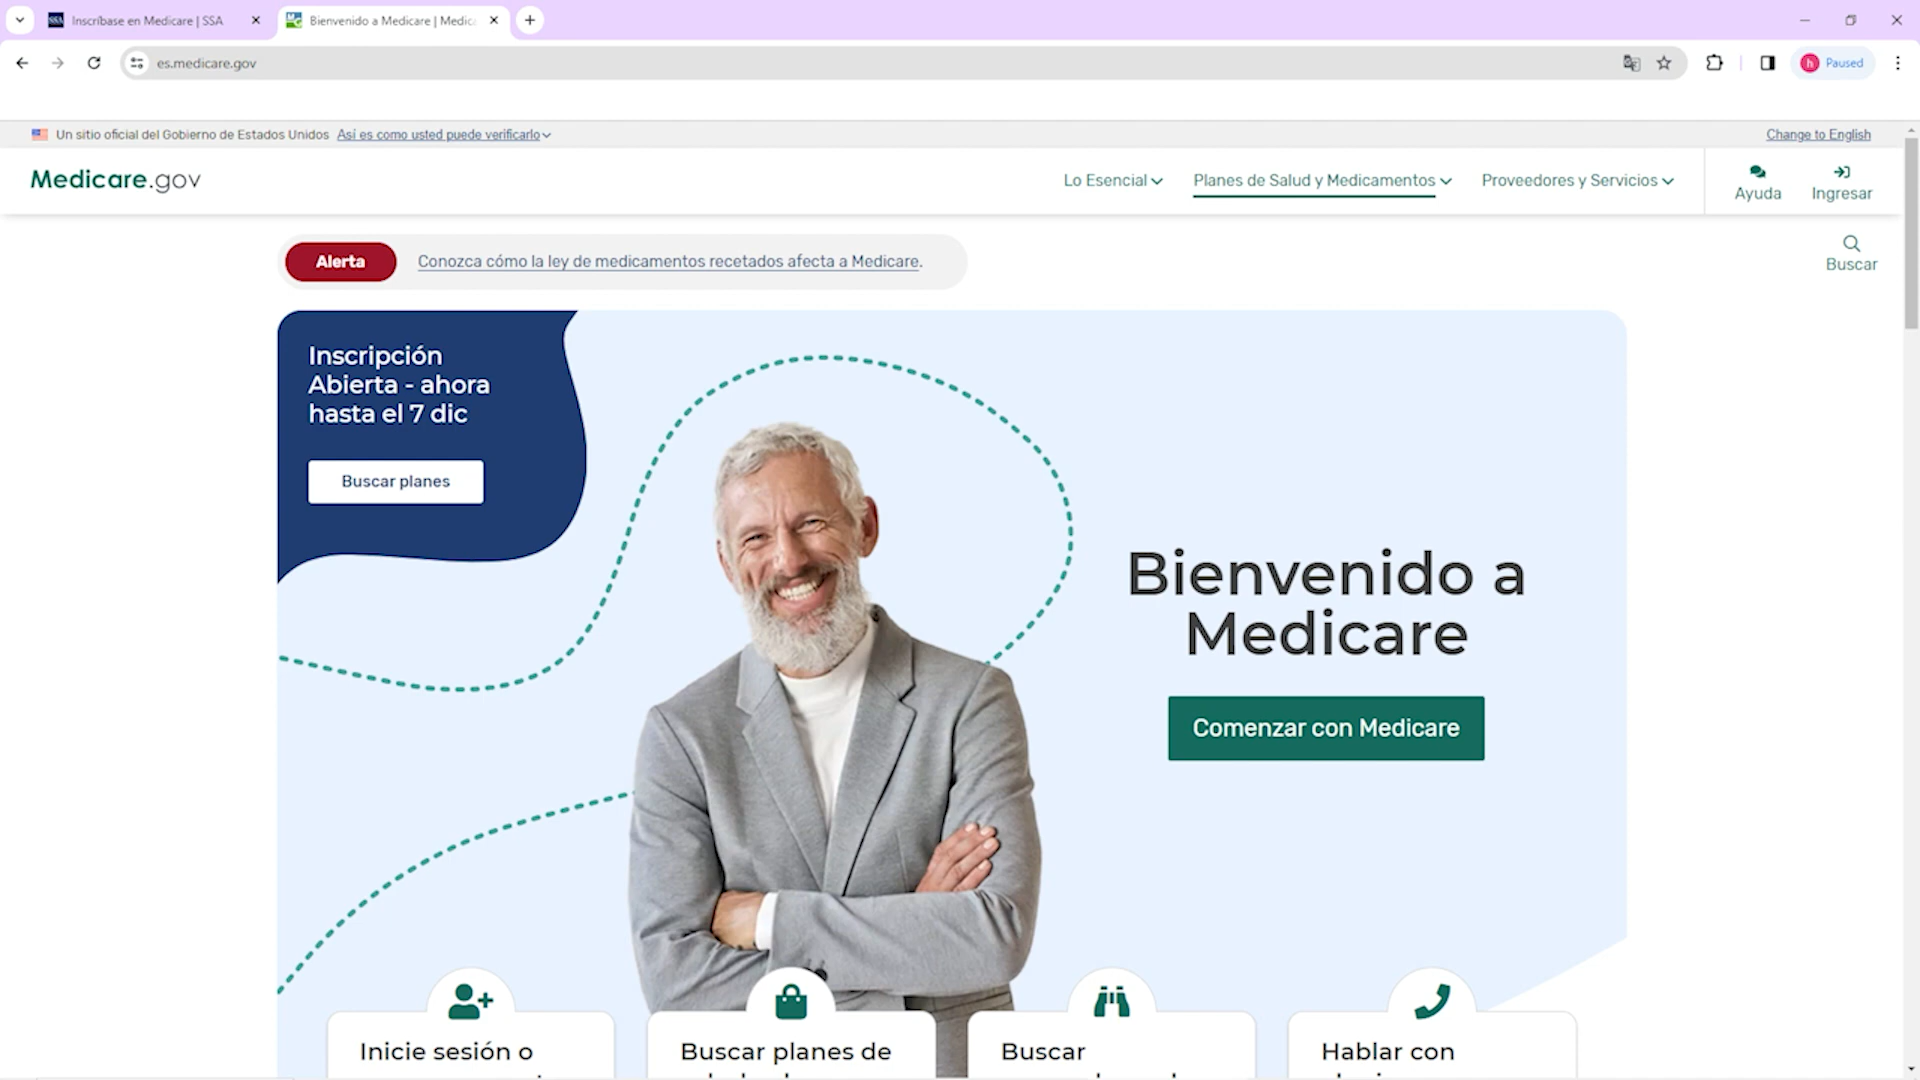 Inscríbase en Medicare | SSA
Bienvenido a Medicare | Medic
es.medicare.gov
Paused
Un sitio oficial del Gobierno de Estados Unidos Así es como usted puede verificarlo
Change to English
Medicare.gov
Lo Esencial
Planes de Salud y Medicamentos
Proveedores y Servicios
Ayuda
Ingresar
Alerta
Conozca cómo la ley de medicamentos recetados afecta a Medicare.
Buscar
Inscripción
Abierta - ahora
hasta el 7 dic
Buscar planes
Bienvenido a
Medicare
Comenzar con Medicare
Inicie sesión o
Buscar planes de
Buscar
Hablar con